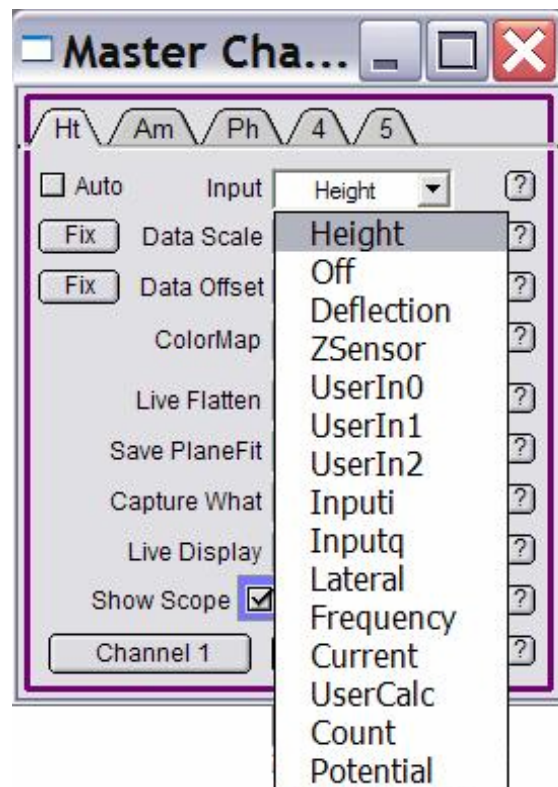 Master Cha...
Ht Am Ph 4 5
Auto Input Height ?
Fix Data Scale ?
Fix Data Offset ?
ColorMap ?
Live Flatten ?
Save PlaneFit ?
Capture What ?
Live Display ?
Show Scope ?
Channel 1 ?
Height
Off
Deflection
ZSensor
UserIn0
UserIn1
UserIn2
Inputi
Inputq
Lateral
Frequency
Current
UserCalc
Count
Potential